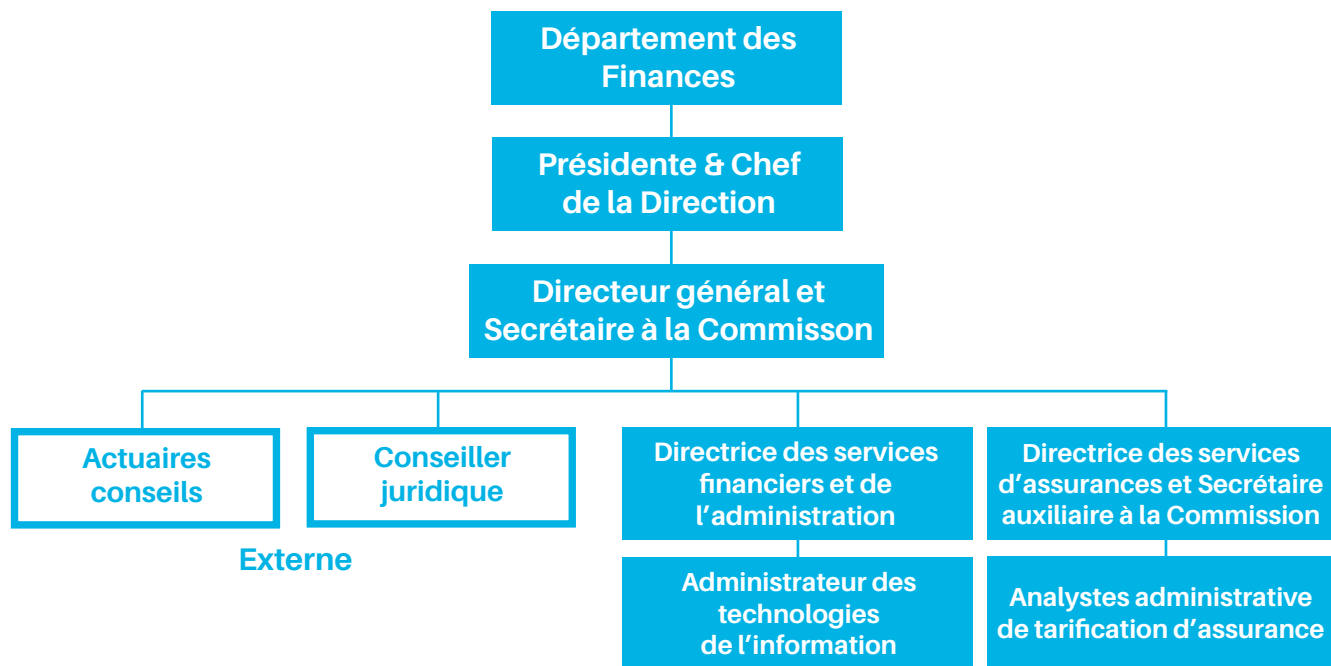 Département des
Finances
Présidente & Chef
de la Direction
Directeur général et
Secrétaire à la Commisson
Actuaires
conseils
Conseiller
juridique
Externe
Directrice des services
financiers et de
l’administration
Directrice des services
d’assurances et Secrétaire
auxiliaire à la Commission
Administrateur des
technologies
de l’information
Analystes administrative
de tarification d’assurance